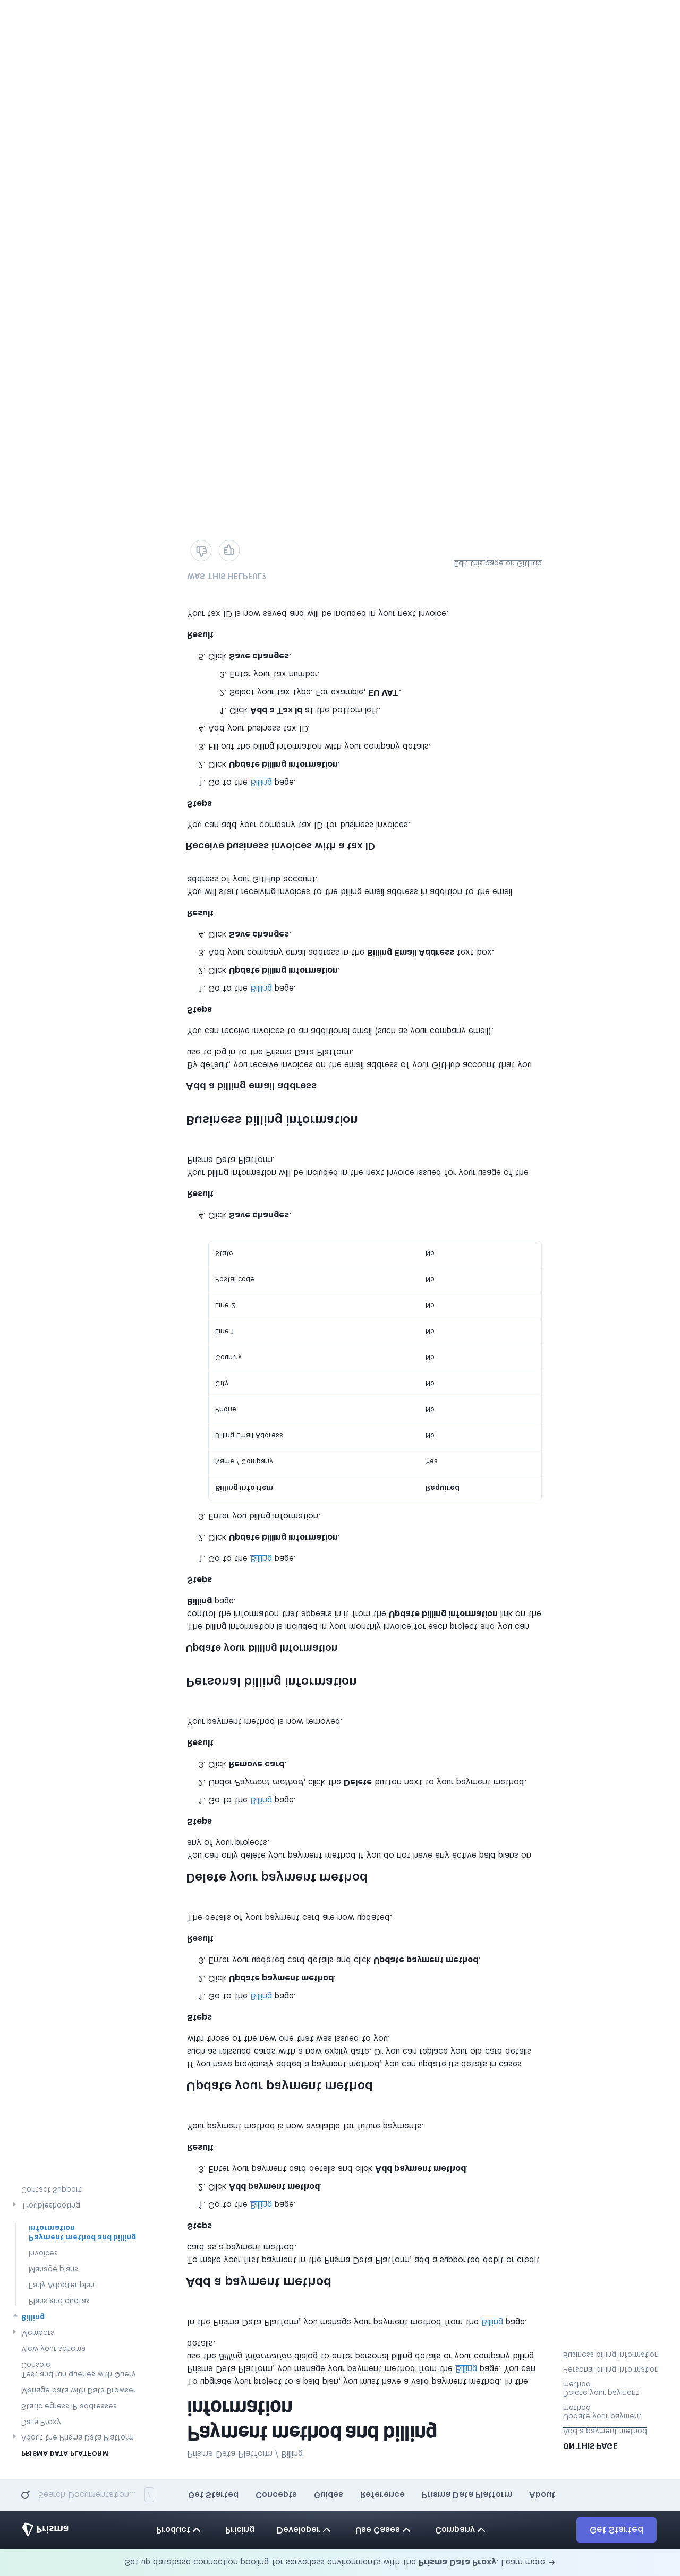 Set up database connection pooling for serverless environments with the Prisma Data Proxy. Learn more →
Prisma
Product
Pricing
Developer
Use Cases
Company
Get Started
Search Documentation...
/
Get Started
Concepts
Guides
Reference
Prisma Data Platform
About
PRISMA DATA PLATFORM
About the Prisma Data Platform
Data Proxy
Static egress IP addresses
Manage data with Data Browser
Test and run queries with Query
Console
View your schema
Members
Billing
Plans and quotas
Early Adopter plan
Manage plans
Invoices
Payment method and billing
information
Troubleshooting
Contact Support
Prisma Data Platform / Billing
Payment method and billing
information
To upgrade your project to a paid plan, you must have a valid payment method. In the
Prisma Data Platform, you manage your payment method from the Billing page. You can
use the Billing information dialog to enter personal billing details or your company billing
details.
In the Prisma Data Platform, you manage your payment method from the Billing page.
Add a payment method
To make your first payment in the Prisma Data Platform, add a supported debit or credit
card as a payment method.
Steps
1. Go to the Billing page.
2. Click Add payment method.
3. Enter your payment card details and click Add payment method.
Result
Your payment method is now available for future payments.
Update your payment method
If you have previously added a payment method, you can update its details in cases
such as reissued cards with a new expiry date. Or you can replace your old card details
with those of the new one that was issued to you.
Steps
1. Go to the Billing page.
2. Click Update payment method.
3. Enter your updated card details and click Update payment method.
Result
The details of your payment card are now updated.
Delete your payment method
You can only delete your payment method if you do not have any active paid plans on
any of your projects.
Steps
1. Go to the Billing page.
2. Under Payment method, click the Delete button next to your payment method.
3. Click Remove card.
Result
Your payment method is now removed.
Personal billing information
Update your billing information
The billing information is included in your monthly invoice for each project and you can
control the information that appears in it from the Update billing information link on the
Billing page.
Steps
1. Go to the Billing page.
2. Click Update billing information.
3. Enter you billing information.
Billing info item Required
Name / Company Yes
Billing Email Address No
Phone No
City No
Country No
Line 1 No
Line 2 No
Postal code No
State No
4. Click Save changes.
Result
Your billing information will be included in the next invoice issued for your usage of the
Prisma Data Platform.
Business billing information
Add a billing email address
By default, you receive invoices on the email address of your GitHub account that you
use to log in to the Prisma Data Platform.
You can receive invoices to an additional email (such as your company email).
Steps
1. Go to the Billing page.
2. Click Update billing information.
3. Add your company email address in the Billing Email Address text box.
4. Click Save changes.
Result
You will start receiving invoices to the billing email address in addition to the email
address of your GitHub account.
Receive business invoices with a tax ID
You can add your company tax ID for business invoices.
Steps
1. Go to the Billing page.
2. Click Update billing information.
3. Fill out the billing information with your company details.
4. Add your business tax ID.
1. Click Add a Tax Id at the bottom left.
2. Select your tax type. For example, EU VAT.
3. Enter your tax number.
5. Click Save changes.
Result
Your tax ID is now saved and will be included in your next invoice.
WAS THIS HELPFUL?
Edit this page on GitHub
ON THIS PAGE
Add a payment method
Update your payment
method
Delete your payment
method
Personal billing information
Business billing information